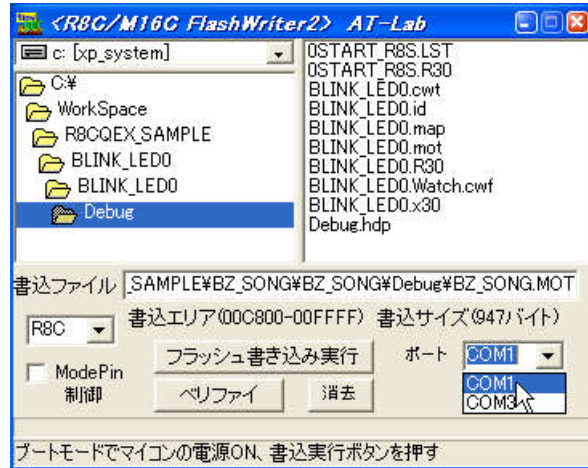 <R8C/M16C FlashWriter2> AT-Lab
c: [xp_system]
C:¥
WorkSpace
R8CQEX_SAMPLE
BLINK_LED0
BLINK_LED0
Debug
0START_R8S.LST
0START_R8S.R30
BLINK_LED0.cwt
BLINK_LED0.id
BLINK_LED0.map
BLINK_LED0.mot
BLINK_LED0.R30
BLINK_LED0.Watch.cwf
BLINK_LED0.x30
Debug.hdp
書込ファイル _SAMPLE¥BZ_SONG¥BZ_SONG¥Debug¥BZ_SONG.MOT
R8C 書込エリア(00C800-00FFFF) 書込サイズ(947バイト)
フラッシュ書き込み実行 ポート COM1
ModePin
制御
ベリファイ 消去
COM1
COM3
ブートモードでマイコンの電源ON、書込実行ボタンを押す